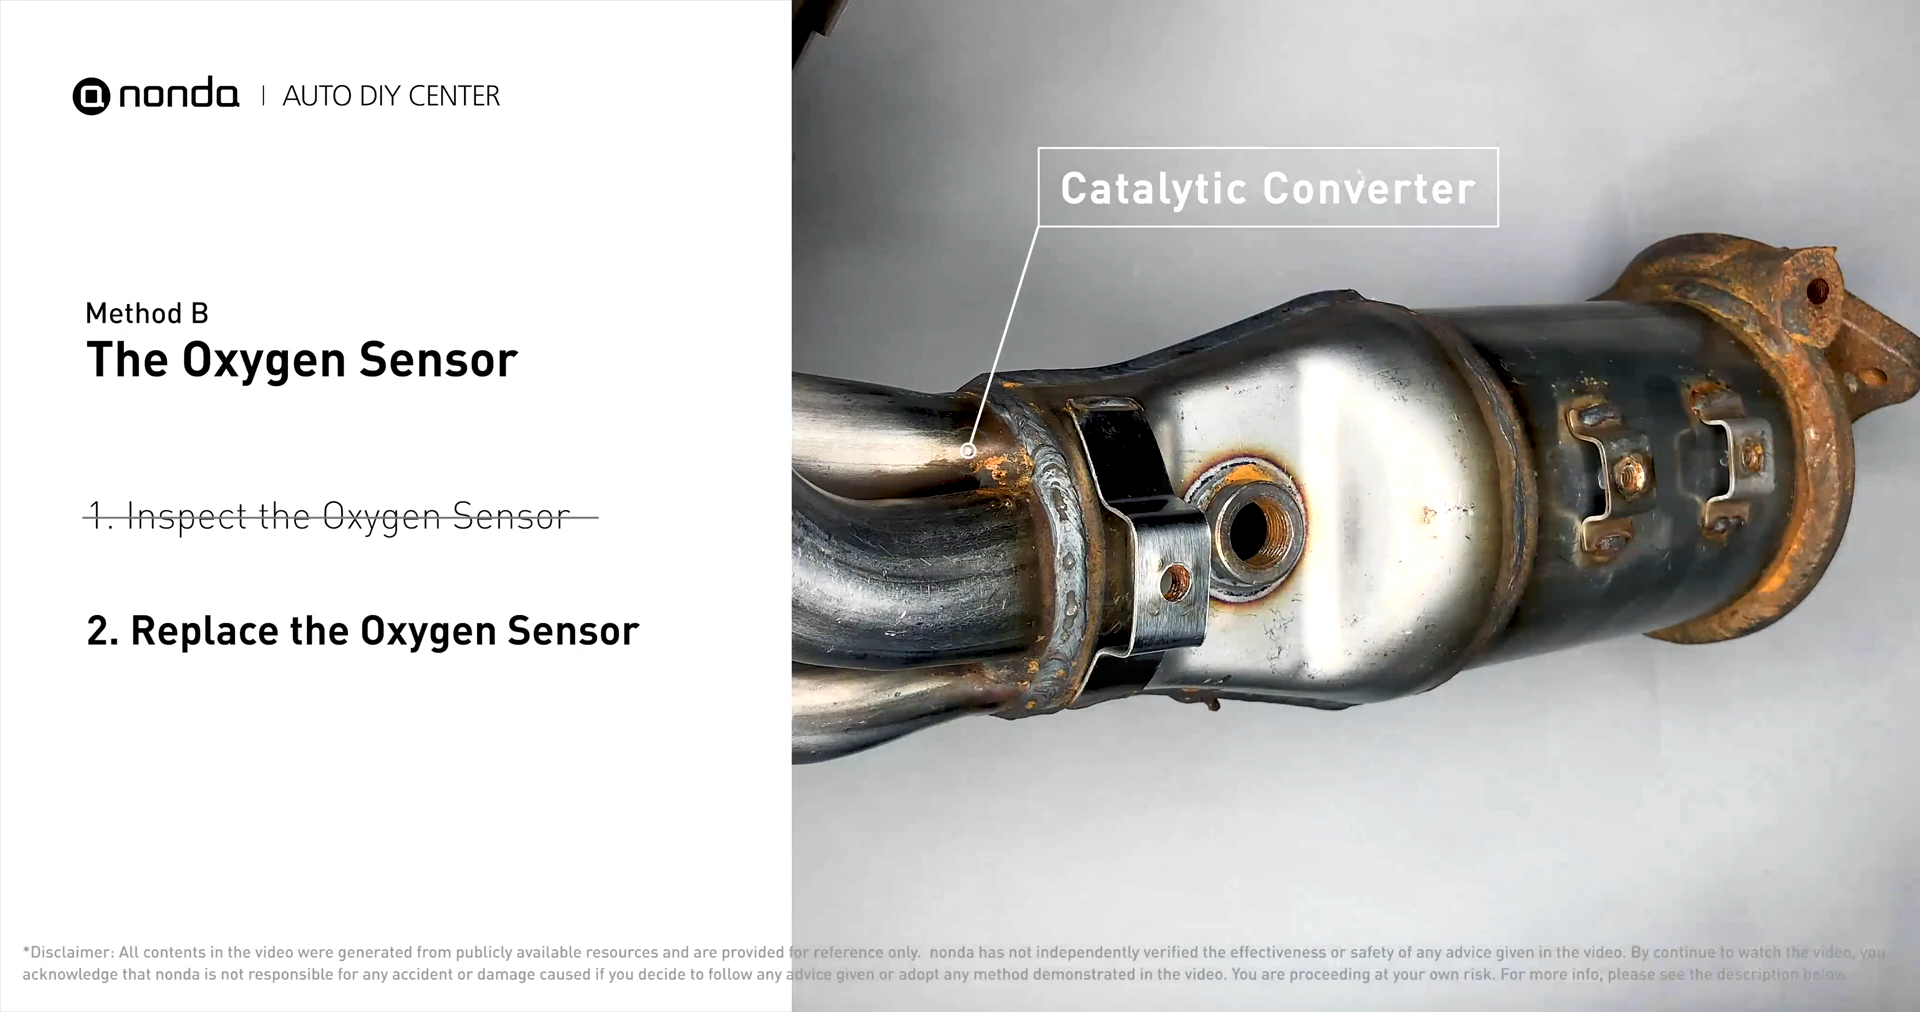 nonda | AUTO DIY CENTER
Catalytic Converter
Method B
The Oxygen Sensor
1. Inspect the Oxygen Sensor
2. Replace the Oxygen Sensor
*Disclaimer: All contents in the video were generated from publicly available resources and are provided for reference only. nonda has not independently verified the effectiveness or safety of any advice given in the video. By continue to watch the video, you
acknowledge that nonda is not responsible for any accident or damage caused if you decide to follow any advice given or adopt any method demonstrated in the video. You are proceeding at your own risk. For more info, please see the description below.